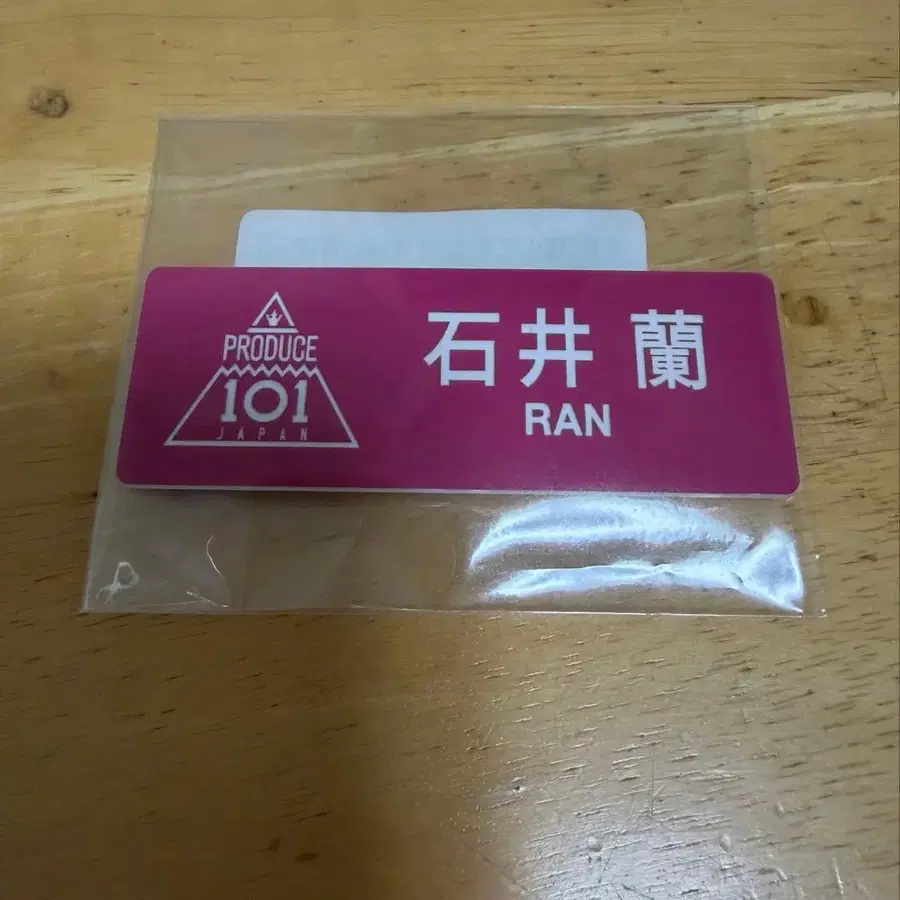 PRODUCE
101
JAPAN
石井 蘭
RAN